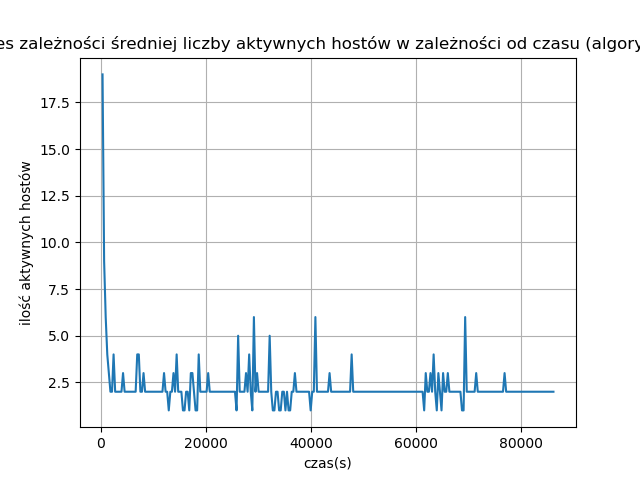 es zależności średniej liczby aktywnych hostów w zależności od czasu (algory
17.5
15.0
12.5
10.0
7.5
5.0
2.5
ilość aktywnych hostów
0 20000 40000 60000 80000
czas(s)